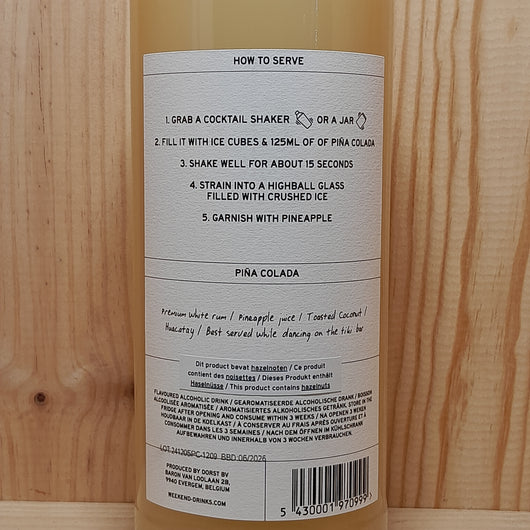 HOW TO SERVE
1. GRAB A COCKTAIL SHAKER OR A JAR
2. FILL IT WITH ICE CUBES & 125ML OF OF PIÑA COLADA
3. SHAKE WELL FOR ABOUT 15 SECONDS
4. STRAIN INTO A HIGHBALL GLASS
FILLED WITH CRUSHED ICE
5. GARNISH WITH PINEAPPLE
PIÑA COLADA
Premium white rum / Pineapple juice / Toasted Coconut /
Huacatay / Best served while dancing on the tiki bar
Dit product bevat hazelnoten / Ce produit
contient des noisettes / Dieses Produkt enthält
Haselnüsse / This product contains hazelnuts
FLAVOURED ALCOHOLIC DRINK / GEAROMATISEERDE ALCOHOLISCHE DRANK / BOISSON
ALCOOLISÉE AROMATISÉE / AROMATISIERTES ALKOHOLISCHES GETRÄNK. STORE IN THE
FRIDGE AFTER OPENING AND CONSUME WITHIN 3 WEEKS / NA OPENEN 3 WEKEN
HOUDBAAR IN DE KOELKAST / À CONSERVER AU FRAIS APRÈS OUVERTURE ET À
CONSOMMER DANS LES 3 SEMAINES / NACH DEM ÖFFNEN IM KÜHLSCHRANK
AUFBEWAHREN UND INNERHALB VON 3 WOCHEN VERBRAUCHEN.
LOT 241205PC-1209 BBD:06/2026
PRODUCED BY DORST BV
BARON VAN LOOLAAN 2B,
9940 EVERGEM, BELGIUM
WEEKEND-DRINKS.COM
5 430001 970999